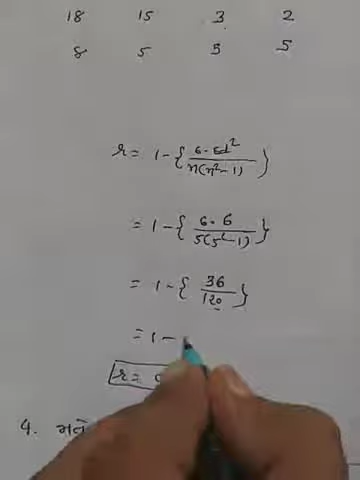 18 15 3 2
8 5 5 5
r = 1 - { 6 · Σd² / n(n²-1) }
= 1 - { 6 · 6 / 5(5²-1) }
= 1 - { 36 / 120 }
= 1 -
r =
4.